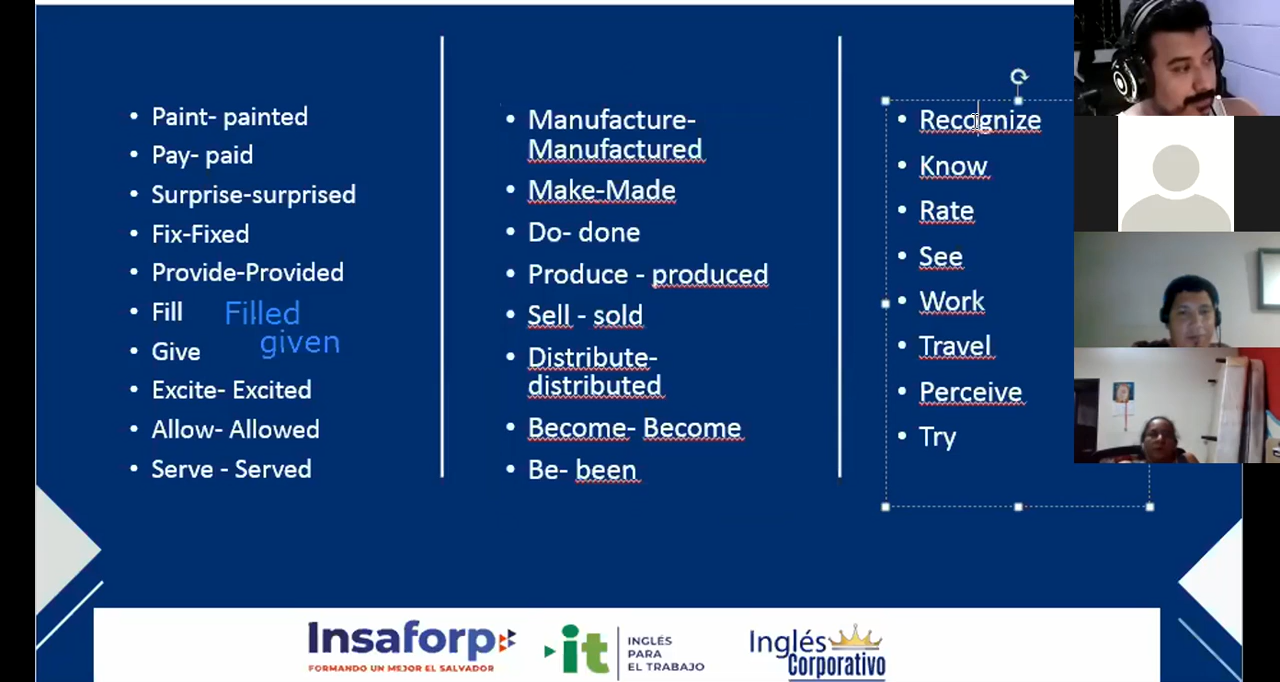 Paint- painted
Pay- paid
Surprise-surprised
Fix-Fixed
Provide-Provided
Fill Filled
Give given
Excite- Excited
Allow- Allowed
Serve - Served
Manufacture-
Manufactured
Make-Made
Do- done
Produce - produced
Sell - sold
Distribute-
distributed
Become- Become
Be- been
Recognize
Know
Rate
See
Work
Travel
Perceive
Try
Insaforp
FORMANDO UN MEJOR EL SALVADOR
it
INGLÉS
PARA
EL TRABAJO
Inglés
Corporativo